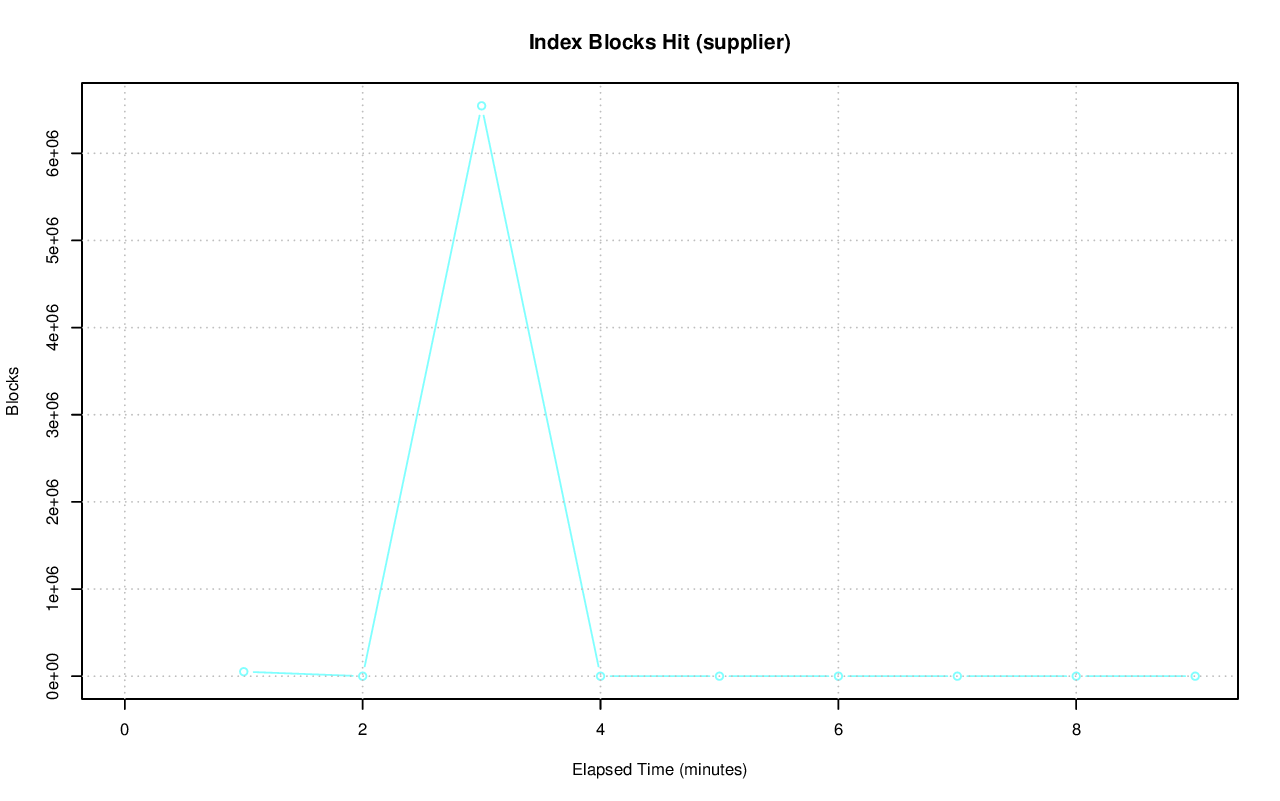 Index Blocks Hit (supplier)
6e+06
5e+06
4e+06
3e+06
2e+06
1e+06
0e+00
Blocks
0 2 4 6 8
Elapsed Time (minutes)